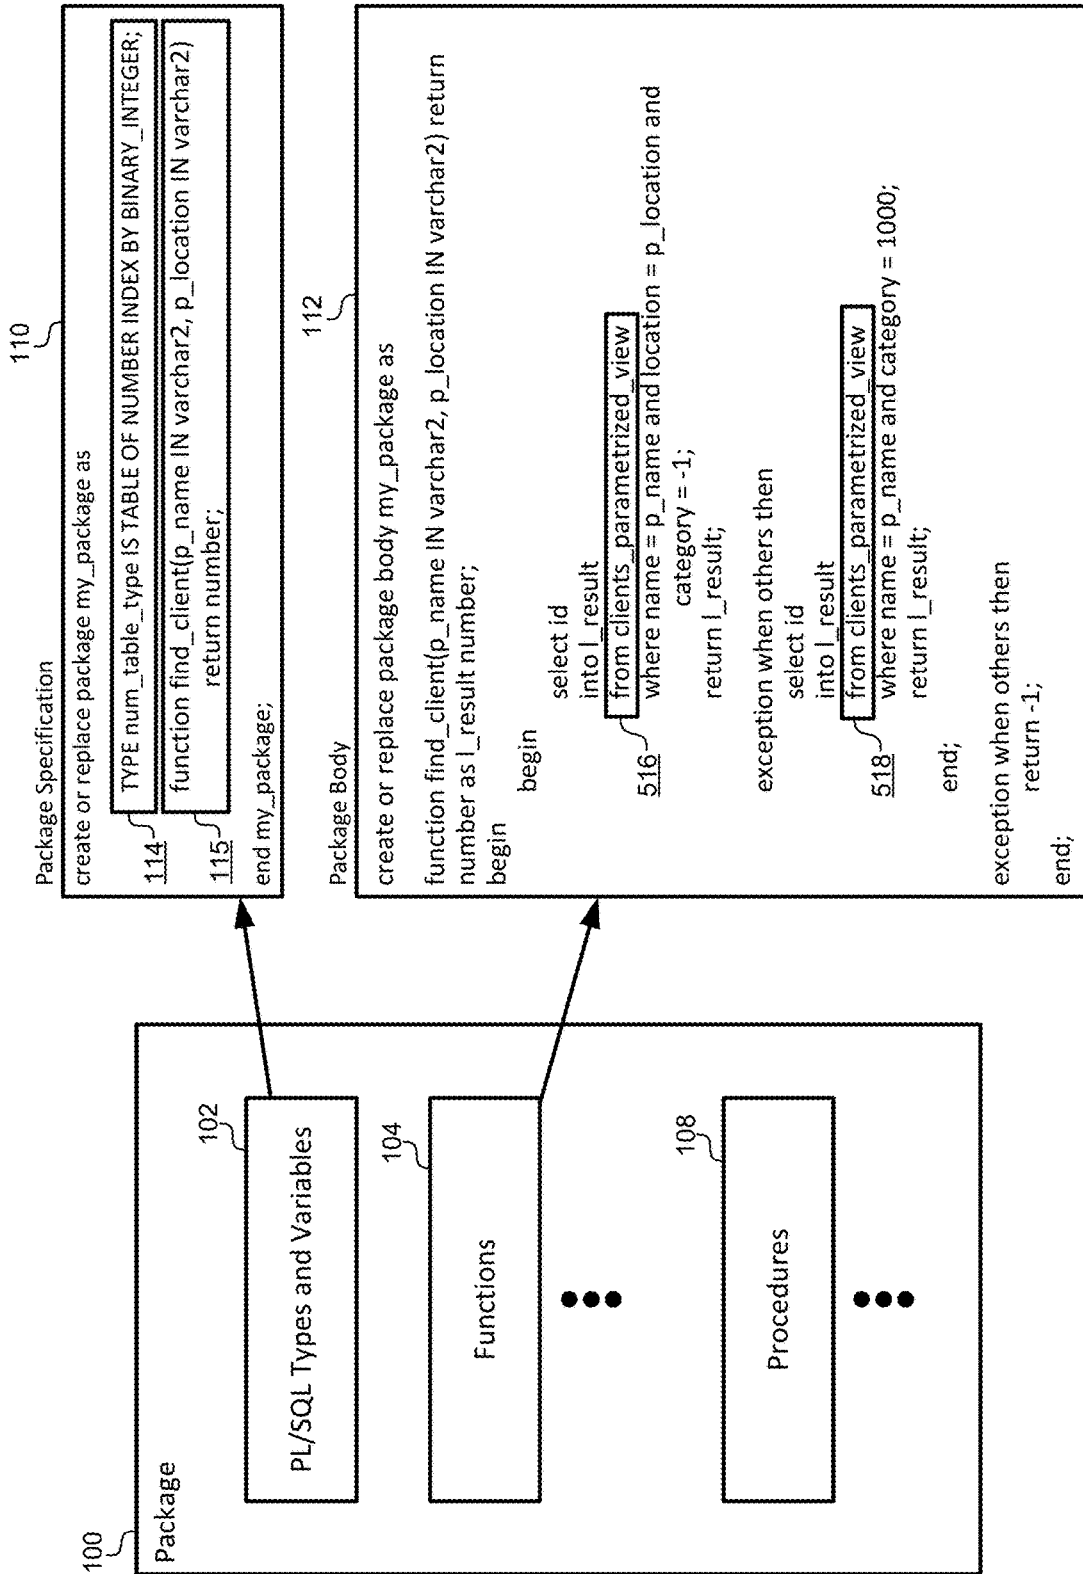 100
Package
102
PL/SQL Types and Variables
104
Functions
108
Procedures
110
Package Specification
create or replace package my_package as
114
TYPE num_table_type IS TABLE OF NUMBER INDEX BY BINARY_INTEGER;
115
function find_client(p_name IN varchar2, p_location IN varchar2)
return number;
end my_package;
112
Package Body
create or replace package body my_package as
function find_client(p_name IN varchar2, p_location IN varchar2) return
number as l_result number;
begin
begin
select id
into l_result
516
from clients_parametrized_view
where name = p_name and location = p_location and
category = -1;
return l_result;
exception when others then
select id
into l_result
518
from clients_parametrized_view
where name = p_name and category = 1000;
return l_result;
end;
exception when others then
return -1;
end;